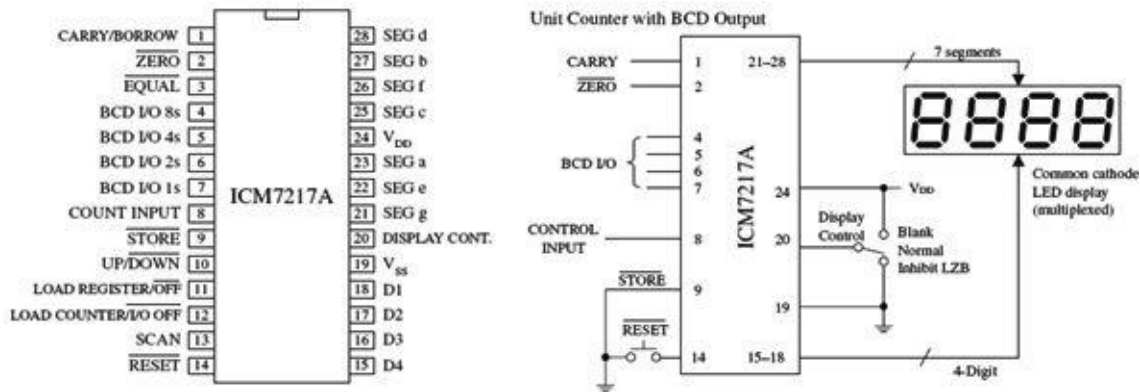 CARRY/BORROW 1
ZERO 2
EQUAL 3
BCD I/O 8s 4
BCD I/O 4s 5
BCD I/O 2s 6
BCD I/O 1s 7
COUNT INPUT 8
STORE 9
UP/DOWN 10
LOAD REGISTER/OFF 11
LOAD COUNTER/I/O OFF 12
SCAN 13
RESET 14
ICM7217A
28 SEG d
27 SEG b
26 SEG f
25 SEG c
24 VDD
23 SEG a
22 SEG e
21 SEG g
20 DISPLAY CONT.
19 VSS
18 D1
17 D2
16 D3
15 D4
Unit Counter with BCD Output
CARRY 1
ZERO 2
BCD I/O
4
5
6
7
CONTROL
INPUT
8
STORE
9
RESET
14
ICM7217A
21–28
24
20
19
15–18
7 segments
8888
Common cathode
LED display
(multiplexed)
VDD
Display
Control
Blank
Normal
Inhibit LZB
4-Digit